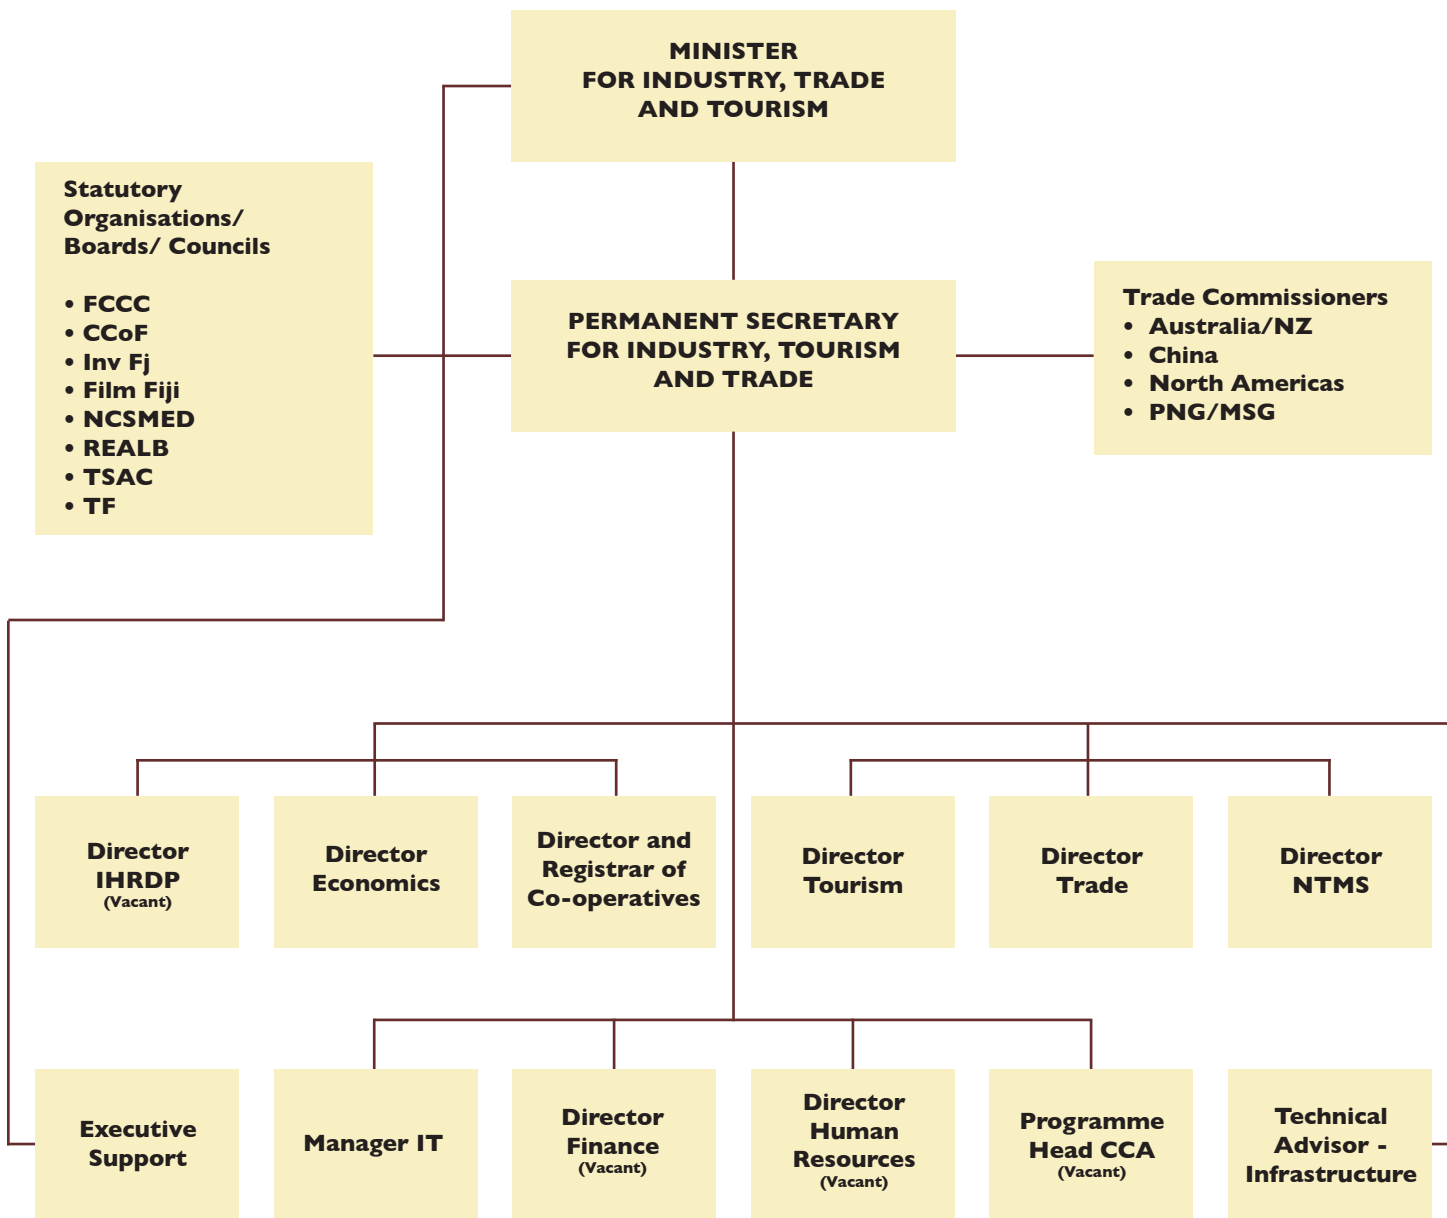 MINISTER
FOR INDUSTRY, TRADE
AND TOURISM
Statutory
Organisations/
Boards/ Councils
• FCCC
• CCoF
• Inv Fj
• Film Fiji
• NCSMED
• REALB
• TSAC
• TF
PERMANENT SECRETARY
FOR INDUSTRY, TOURISM
AND TRADE
Trade Commissioners
• Australia/NZ
• China
• North Americas
• PNG/MSG
Director
IHRDP
(Vacant)
Director
Economics
Director and
Registrar of
Co-operatives
Director
Tourism
Director
Trade
Director
NTMS
Executive
Support
Manager IT
Director
Finance
(Vacant)
Director
Human
Resources
(Vacant)
Programme
Head CCA
(Vacant)
Technical
Advisor -
Infrastructure